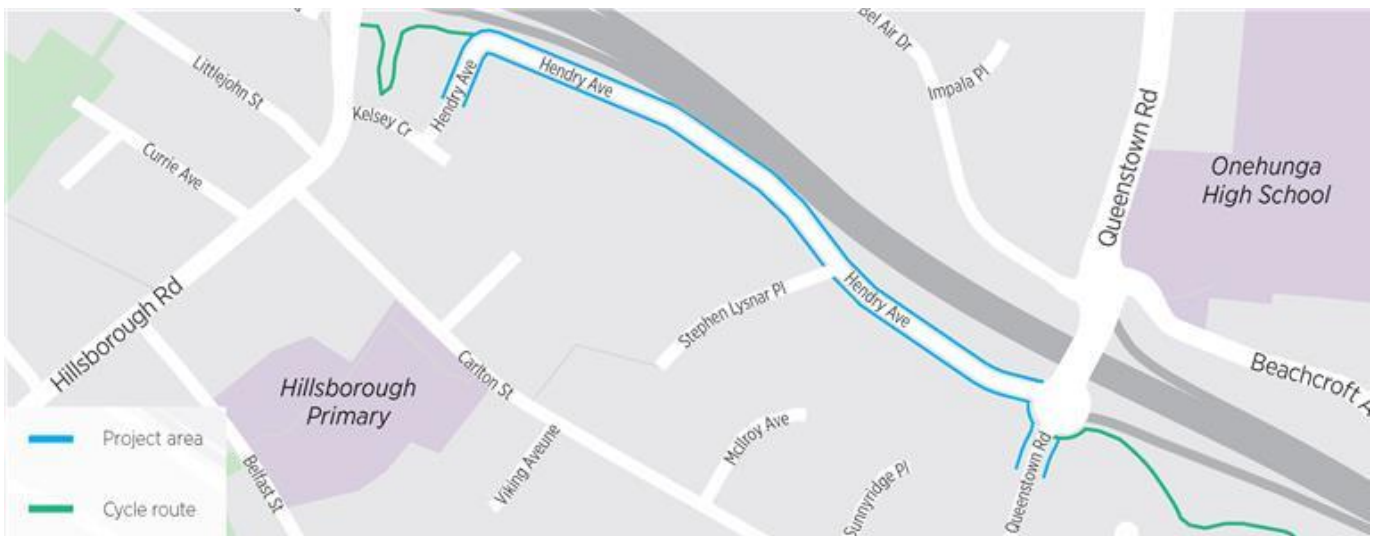 Bel Air Dr
Littlejohn St
Hendry Ave
Hendry Ave
Impala Pl
Kelsey Cr
Queenstown Rd
Currie Ave
Onehunga
High School
Stephen Lysnar Pl
Hendry Ave
Hillsborough Rd
Hillsborough
Primary
Carlton St
Beachcroft A
Project area
McIlroy Ave
Viking Aveune
Belfast St
Sunnyridge Pl
Queenstown Rd
Cycle route